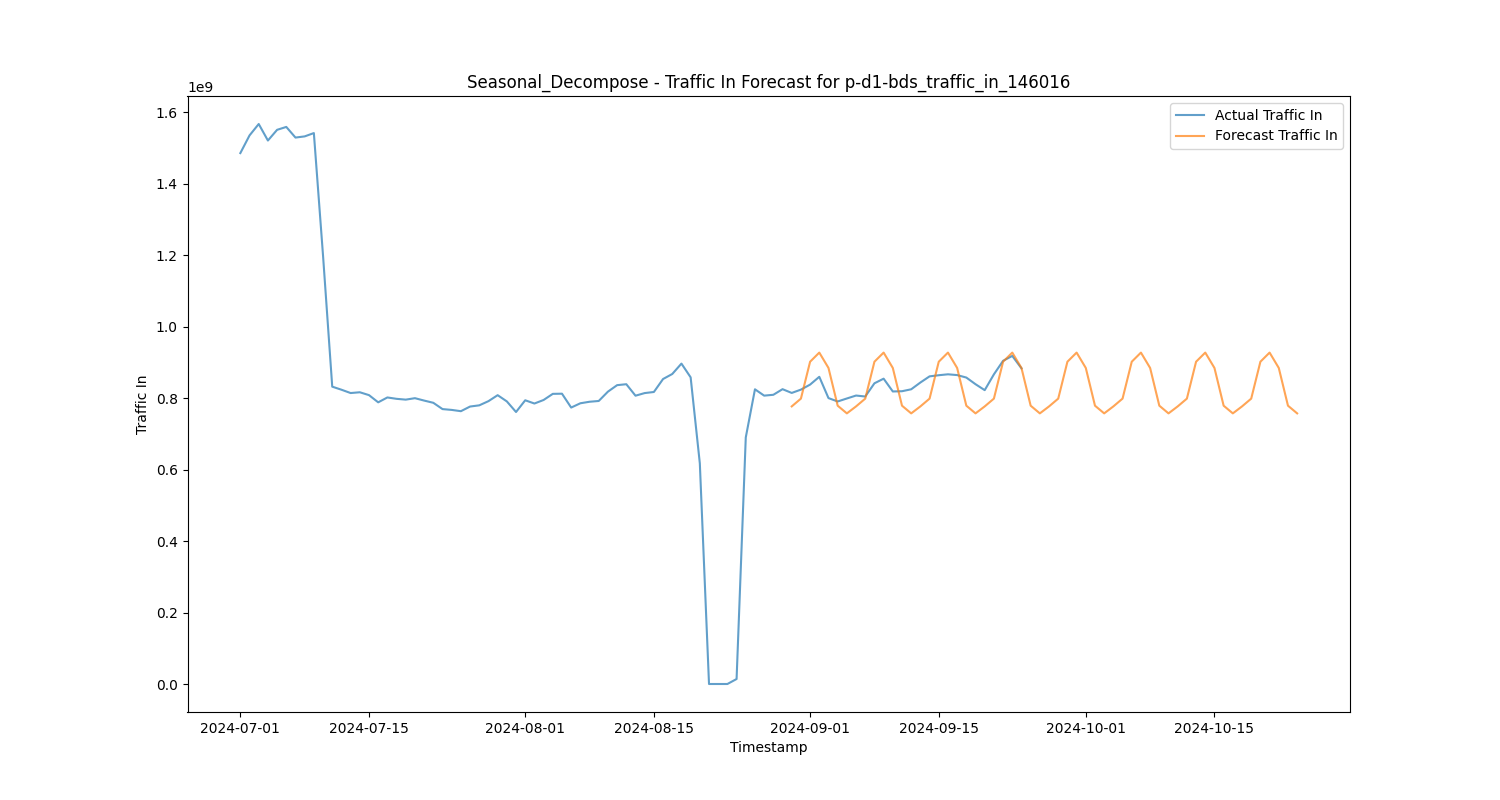 Seasonal_Decompose - Traffic In Forecast for p-d1-bds_traffic_in_146016
1e9
Actual Traffic In
Forecast Traffic In
1.6
1.4
1.2
1.0
0.8
0.6
0.4
0.2
0.0
Traffic In
2024-07-01 2024-07-15 2024-08-01 2024-08-15 2024-09-01 2024-09-15 2024-10-01 2024-10-15
Timestamp